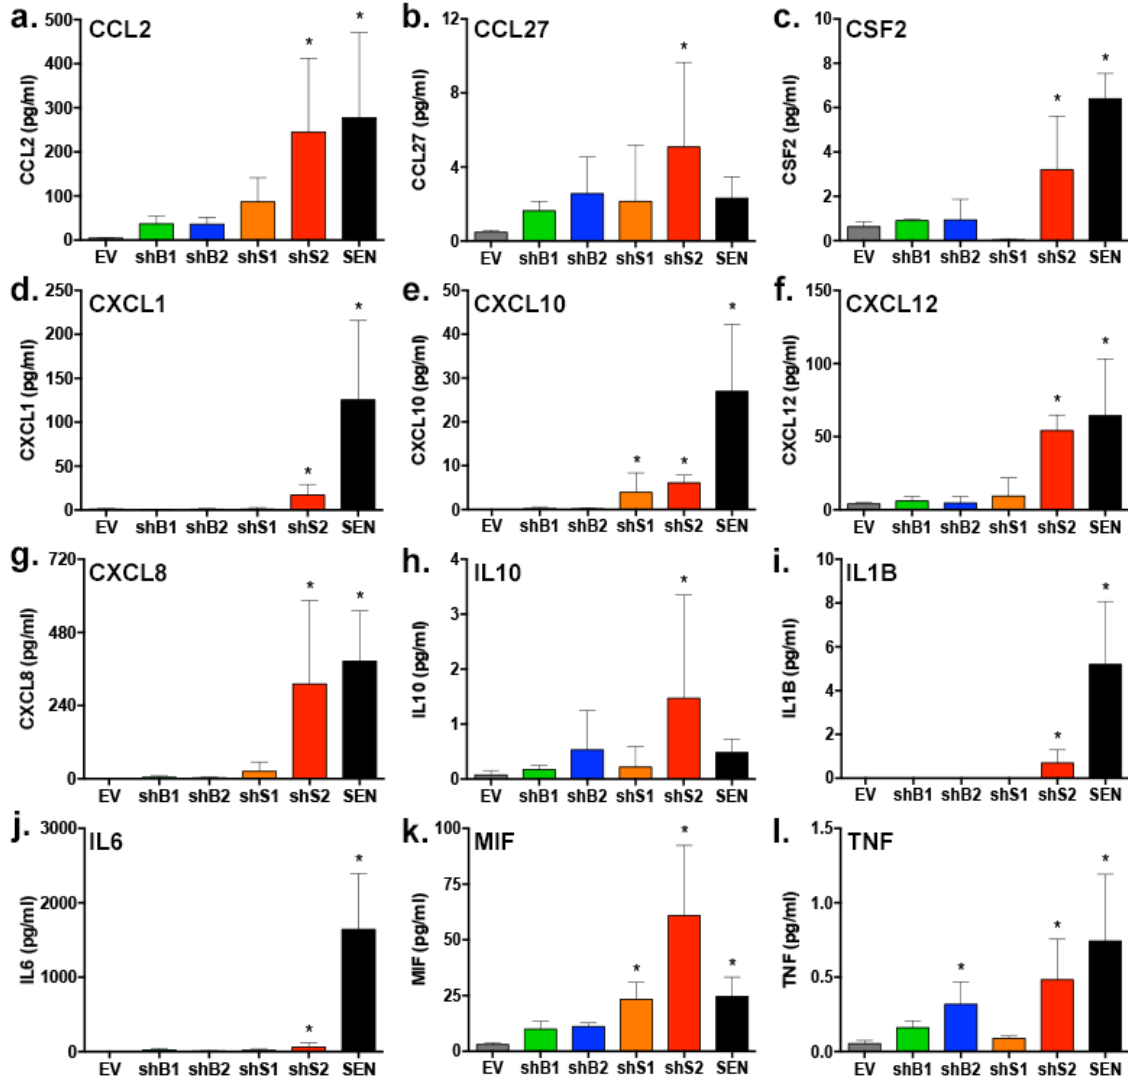 a. CCL2
CCL2 (pg/ml)
500
400
300
200
100
0
* *
EV shB1 shB2 shS1 shS2 SEN
b. CCL27
CCL27 (pg/ml)
12
8
4
0
*
EV shB1 shB2 shS1 shS2 SEN
c. CSF2
CSF2 (pg/ml)
10
8
6
4
2
0
* *
EV shB1 shB2 shS1 shS2 SEN
d. CXCL1
CXCL1 (pg/ml)
250
200
150
100
50
0
* *
EV shB1 shB2 shS1 shS2 SEN
e. CXCL10
CXCL10 (pg/ml)
50
40
30
20
10
0
* * *
EV shB1 shB2 shS1 shS2 SEN
f. CXCL12
CXCL12 (pg/ml)
150
100
50
0
* *
EV shB1 shB2 shS1 shS2 SEN
g. CXCL8
CXCL8 (pg/ml)
720
480
240
0
* *
EV shB1 shB2 shS1 shS2 SEN
h. IL10
IL10 (pg/ml)
4
3
2
1
0
*
EV shB1 shB2 shS1 shS2 SEN
i. IL1B
IL1B (pg/ml)
10
8
6
4
2
0
* *
EV shB1 shB2 shS1 shS2 SEN
j. IL6
IL6 (pg/ml)
3000
2000
1000
0
* *
EV shB1 shB2 shS1 shS2 SEN
k. MIF
MIF (pg/ml)
100
75
50
25
0
* * *
EV shB1 shB2 shS1 shS2 SEN
l. TNF
TNF (pg/ml)
1.5
1.0
0.5
0.0
* * *
EV shB1 shB2 shS1 shS2 SEN